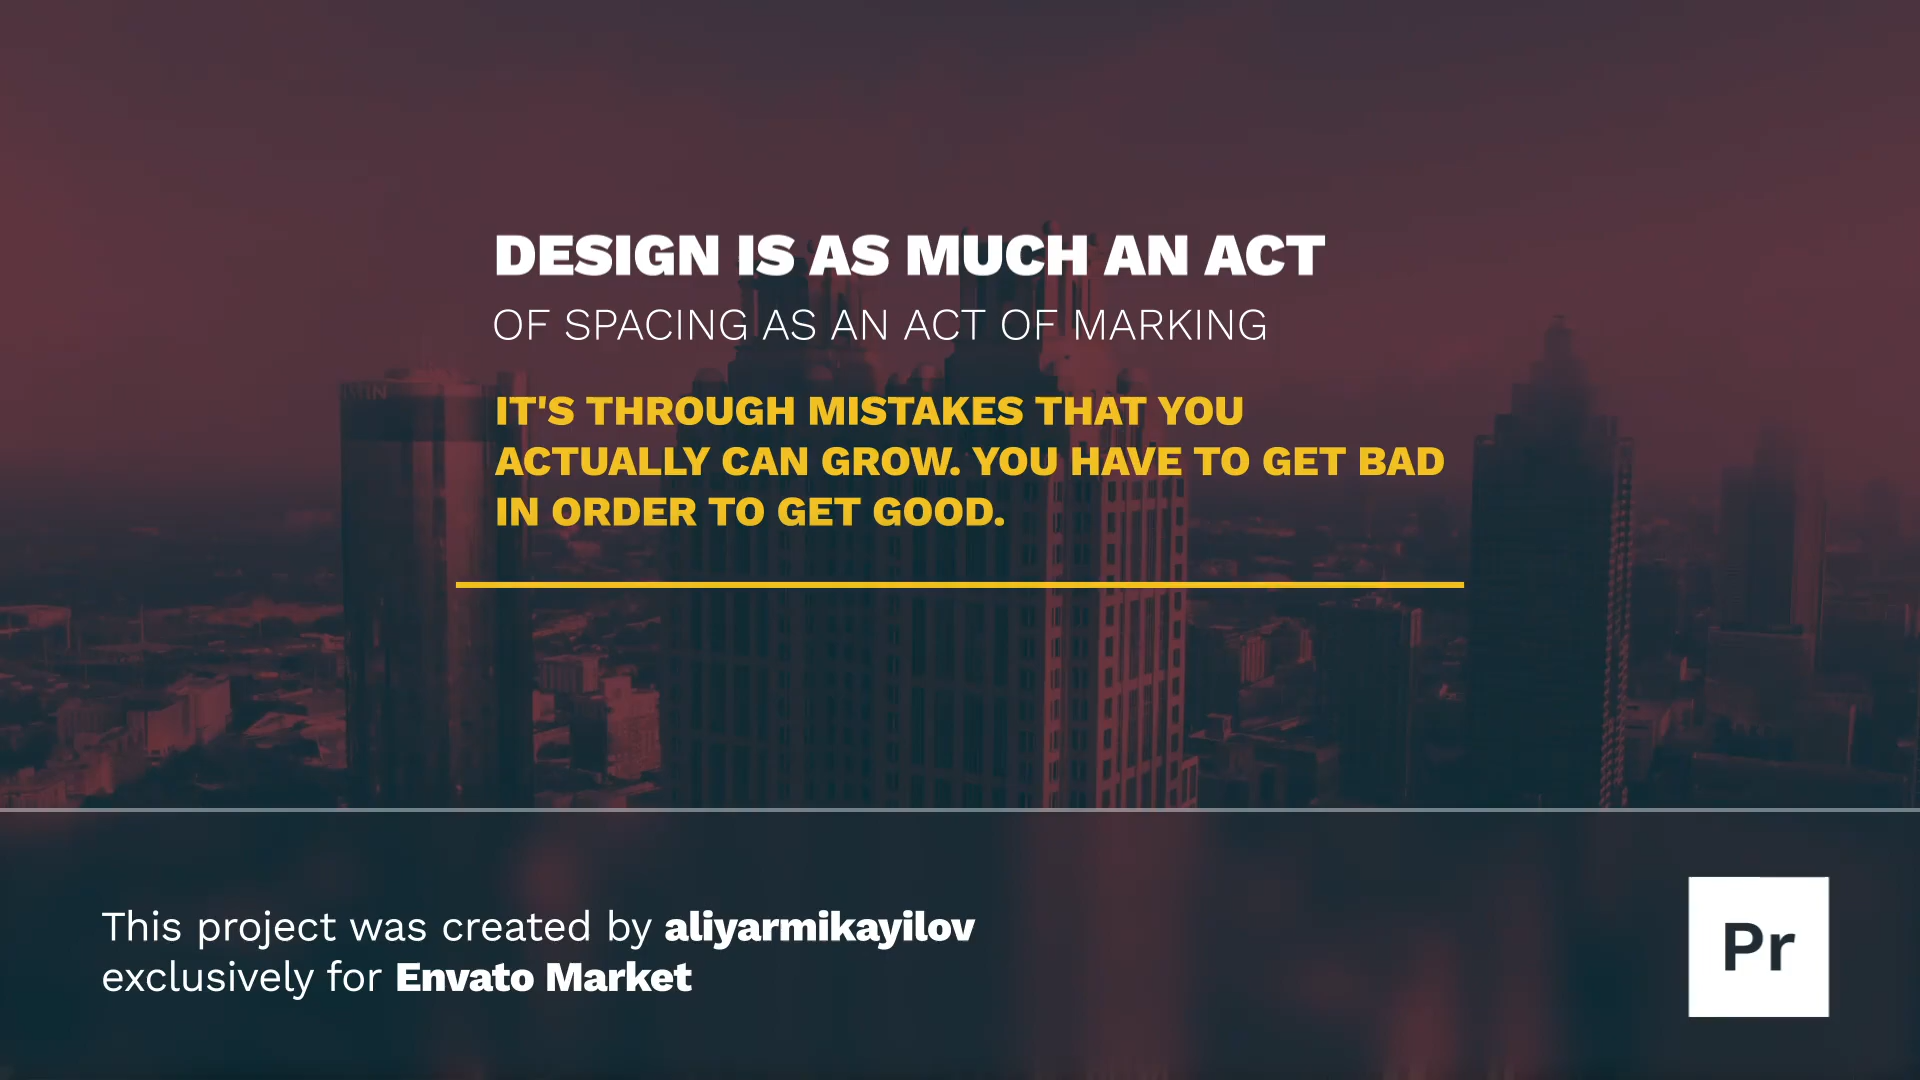 DESIGN IS AS MUCH AN ACT
OF SPACING AS AN ACT OF MARKING
IT'S THROUGH MISTAKES THAT YOU
ACTUALLY CAN GROW. YOU HAVE TO GET BAD
IN ORDER TO GET GOOD.
This project was created by aliyarmikayilov
exclusively for Envato Market
Pr